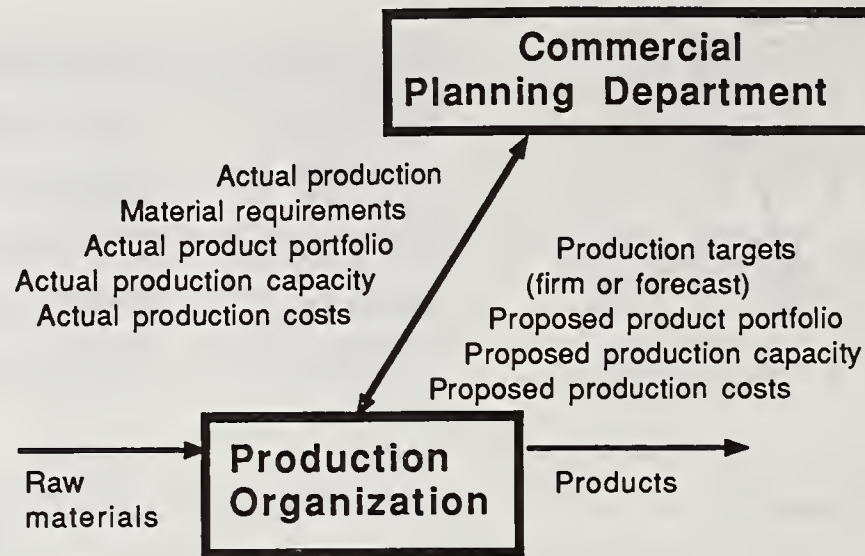 Commercial
Planning Department
Actual production
Material requirements
Actual product portfolio
Actual production capacity
Actual production costs
Production targets
(firm or forecast)
Proposed product portfolio
Proposed production capacity
Proposed production costs
Raw
materials
Production
Organization
Products